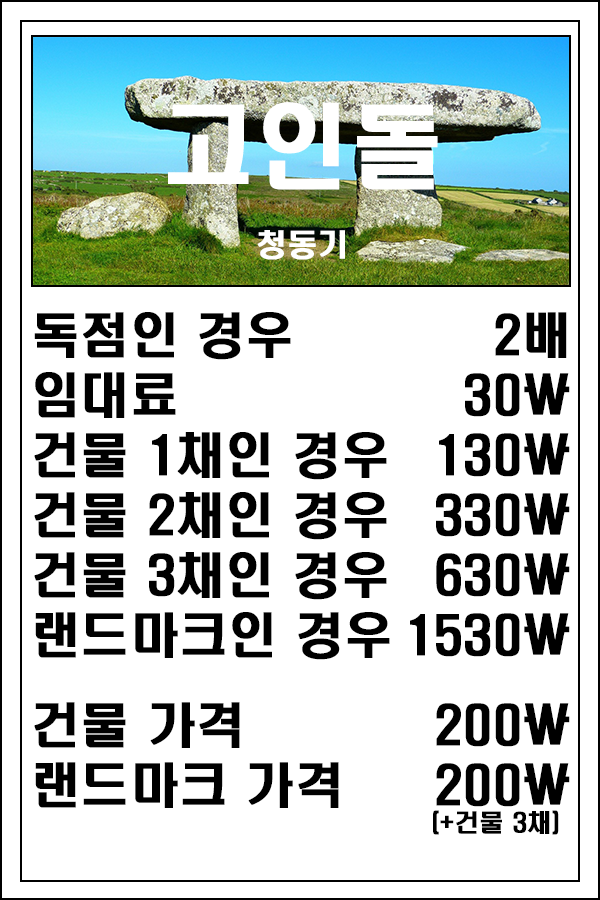 고인돌
청동기
독점인 경우 2배
임대료 30₩
건물 1채인 경우 130₩
건물 2채인 경우 330₩
건물 3채인 경우 630₩
랜드마크인 경우 1530₩
건물 가격 200₩
랜드마크 가격 200₩
(+건물 3채)